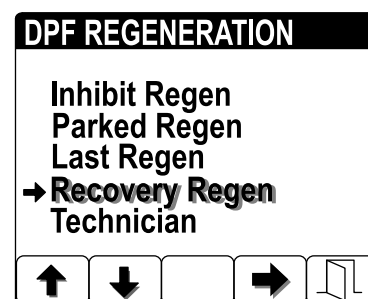 DPF REGENERATION
Inhibit Regen
Parked Regen
Last Regen
Recovery Regen
Technician